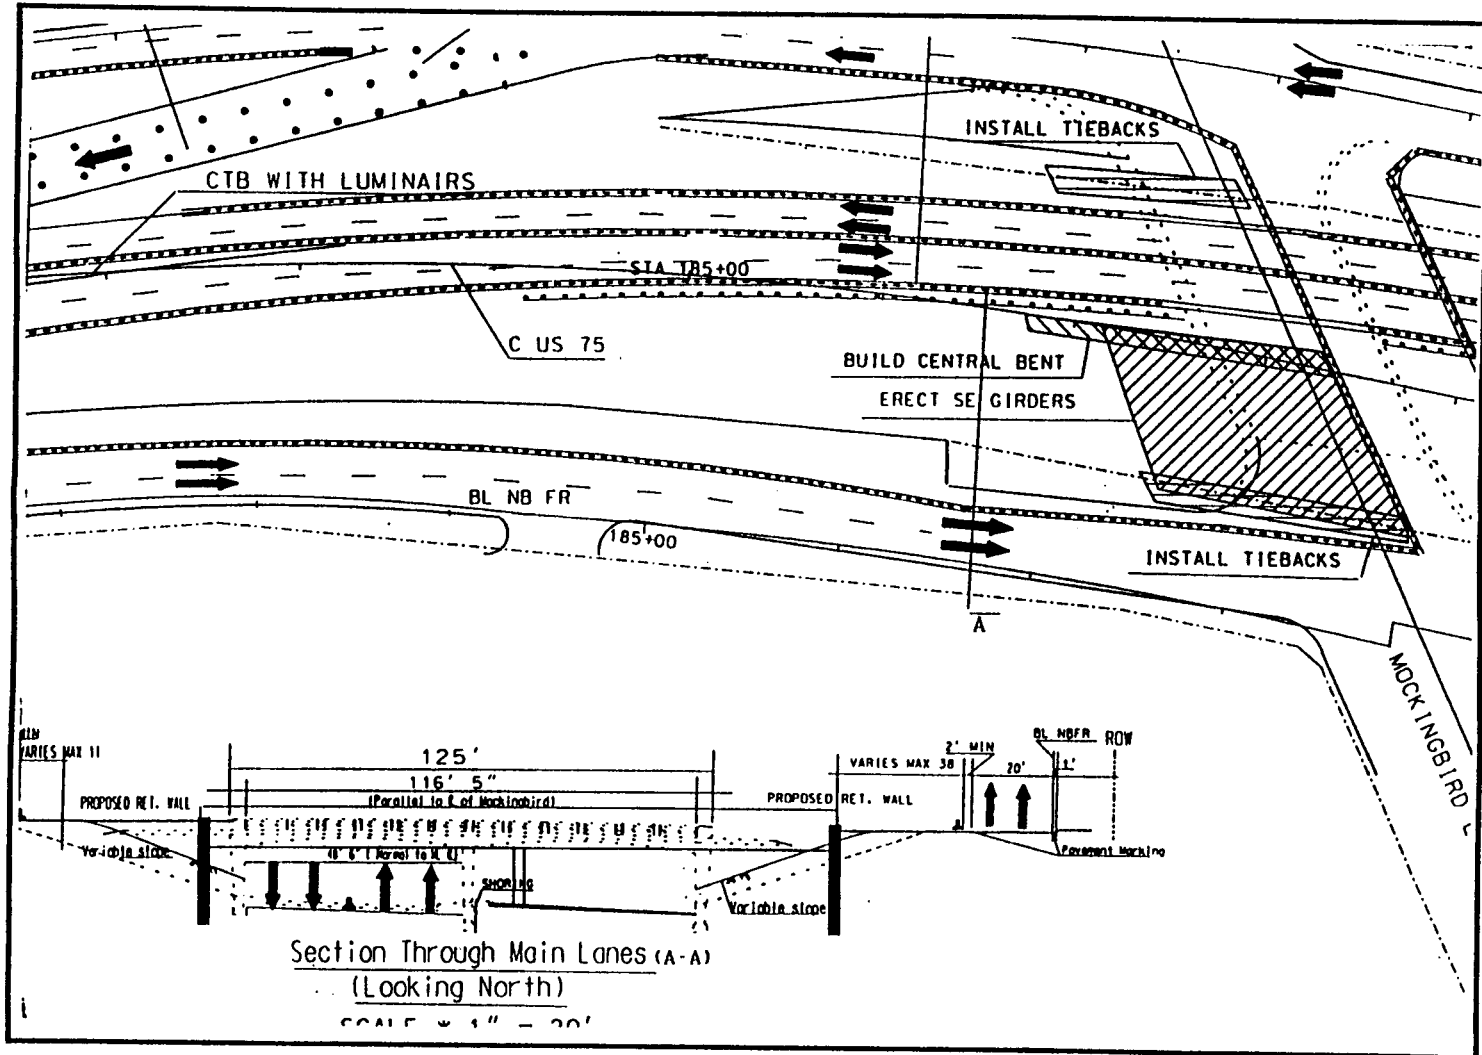 INSTALL TIEBACKS
CTB WITH LUMINAIRS
STA 185+00
C US 75
BUILD CENTRAL BENT
ERECT SE GIRDERS
BL NB FR
185+00
INSTALL TIEBACKS
A
MOCKINGBIRD
VARIES MAX 11
125'
116' 5"
(Parallel to ℄ of Mockingbird)
PROPOSED RET. WALL
PROPOSED RET. WALL
VARIES MAX 38
2' MIN
20'
BL NBFR
ROW
1'
Variable slope
SHORING
Variable slope
Pavement Marking
Section Through Main Lanes (A-A)
(Looking North)
SCALE * 1" = 20'